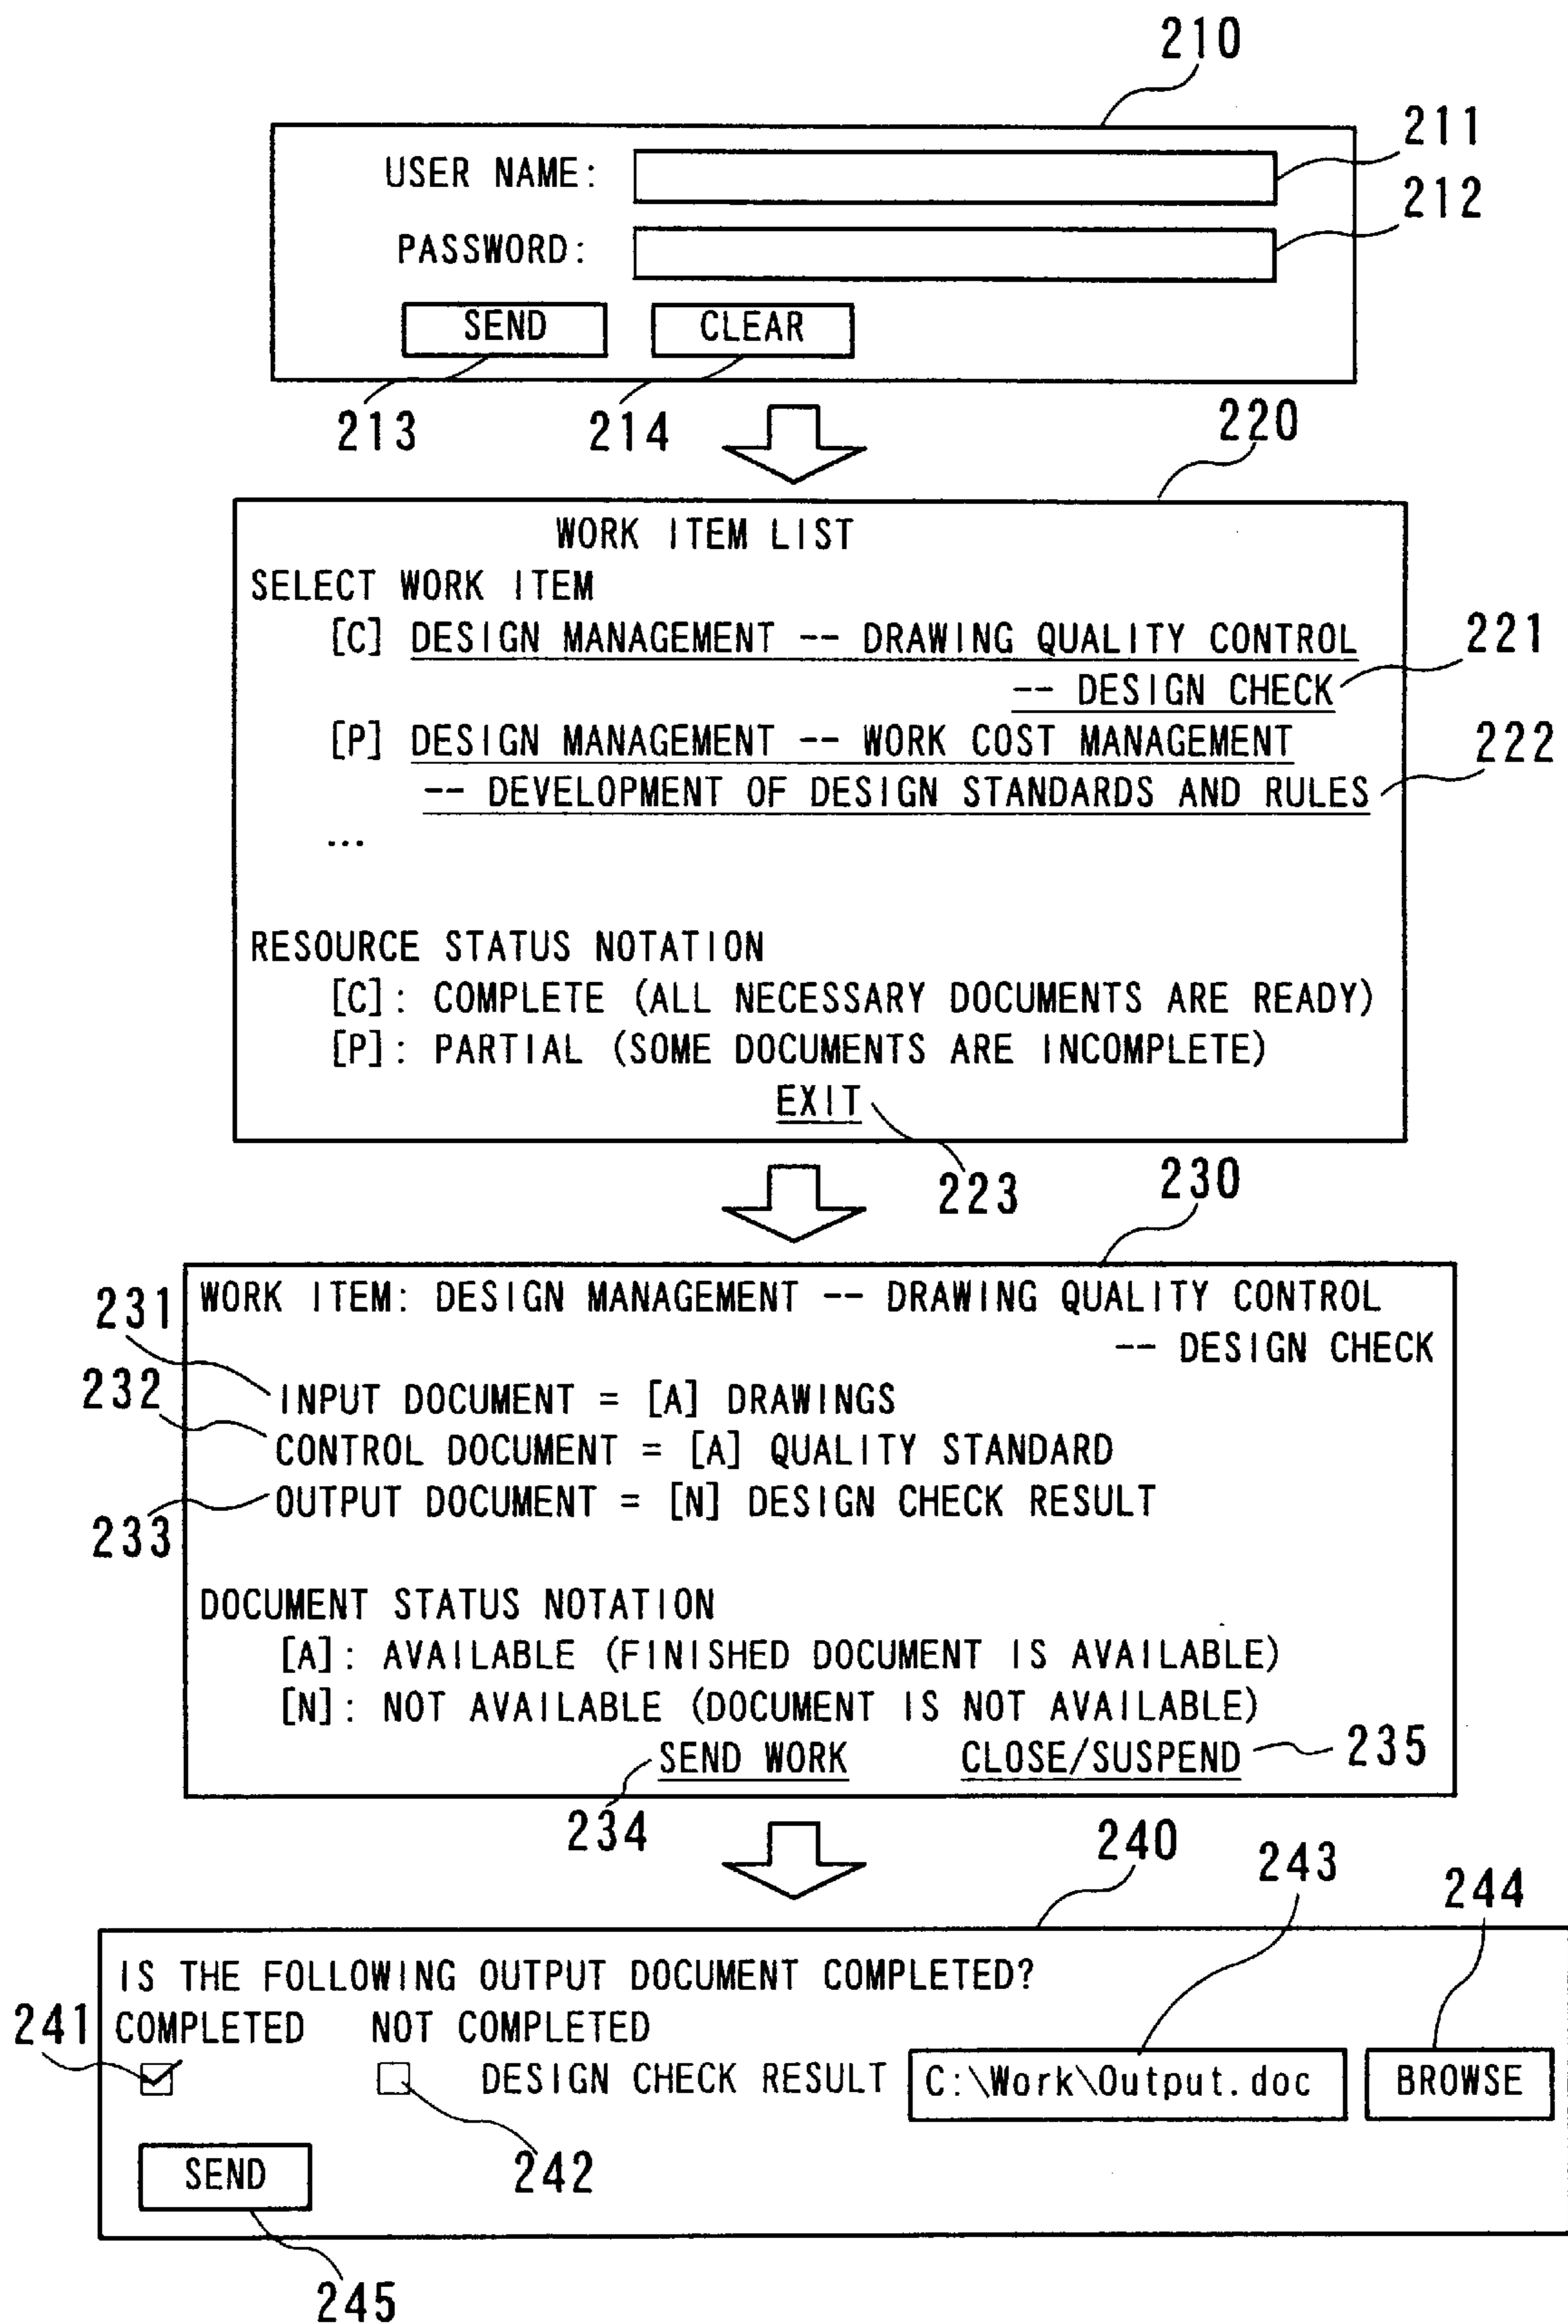 210
211
USER NAME:
212
PASSWORD:
SEND CLEAR
213 214
220
WORK ITEM LIST
SELECT WORK ITEM
[C] DESIGN MANAGEMENT -- DRAWING QUALITY CONTROL
-- DESIGN CHECK
221
[P] DESIGN MANAGEMENT -- WORK COST MANAGEMENT
222
-- DEVELOPMENT OF DESIGN STANDARDS AND RULES
...
RESOURCE STATUS NOTATION
[C]: COMPLETE (ALL NECESSARY DOCUMENTS ARE READY)
[P]: PARTIAL (SOME DOCUMENTS ARE INCOMPLETE)
EXIT
223
230
231
WORK ITEM: DESIGN MANAGEMENT -- DRAWING QUALITY CONTROL
-- DESIGN CHECK
232
INPUT DOCUMENT = [A] DRAWINGS
CONTROL DOCUMENT = [A] QUALITY STANDARD
OUTPUT DOCUMENT = [N] DESIGN CHECK RESULT
233
DOCUMENT STATUS NOTATION
[A]: AVAILABLE (FINISHED DOCUMENT IS AVAILABLE)
[N]: NOT AVAILABLE (DOCUMENT IS NOT AVAILABLE)
SEND WORK CLOSE/SUSPEND 235
234
240
243
244
IS THE FOLLOWING OUTPUT DOCUMENT COMPLETED?
241
COMPLETED NOT COMPLETED
DESIGN CHECK RESULT C:\Work\Output.doc BROWSE
242
SEND
245